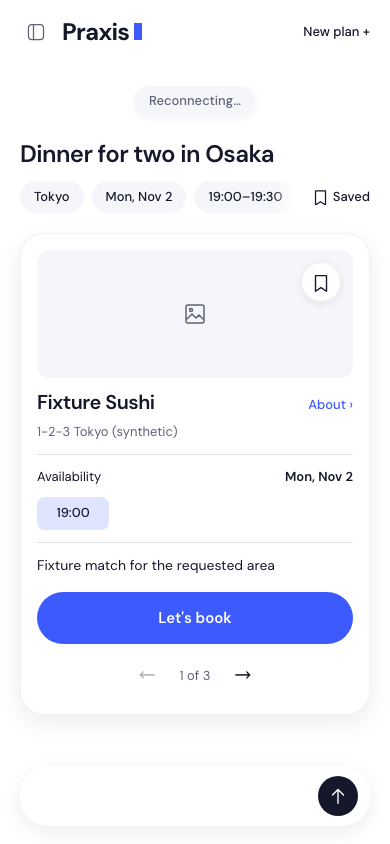 Praxis
New plan +
Reconnecting...
Dinner for two in Osaka
Tokyo
Mon, Nov 2
19:00–19:30
Saved
Fixture Sushi
About ›
1-2-3 Tokyo (synthetic)
Availability
Mon, Nov 2
19:00
Fixture match for the requested area
Let's book
← 1 of 3 →